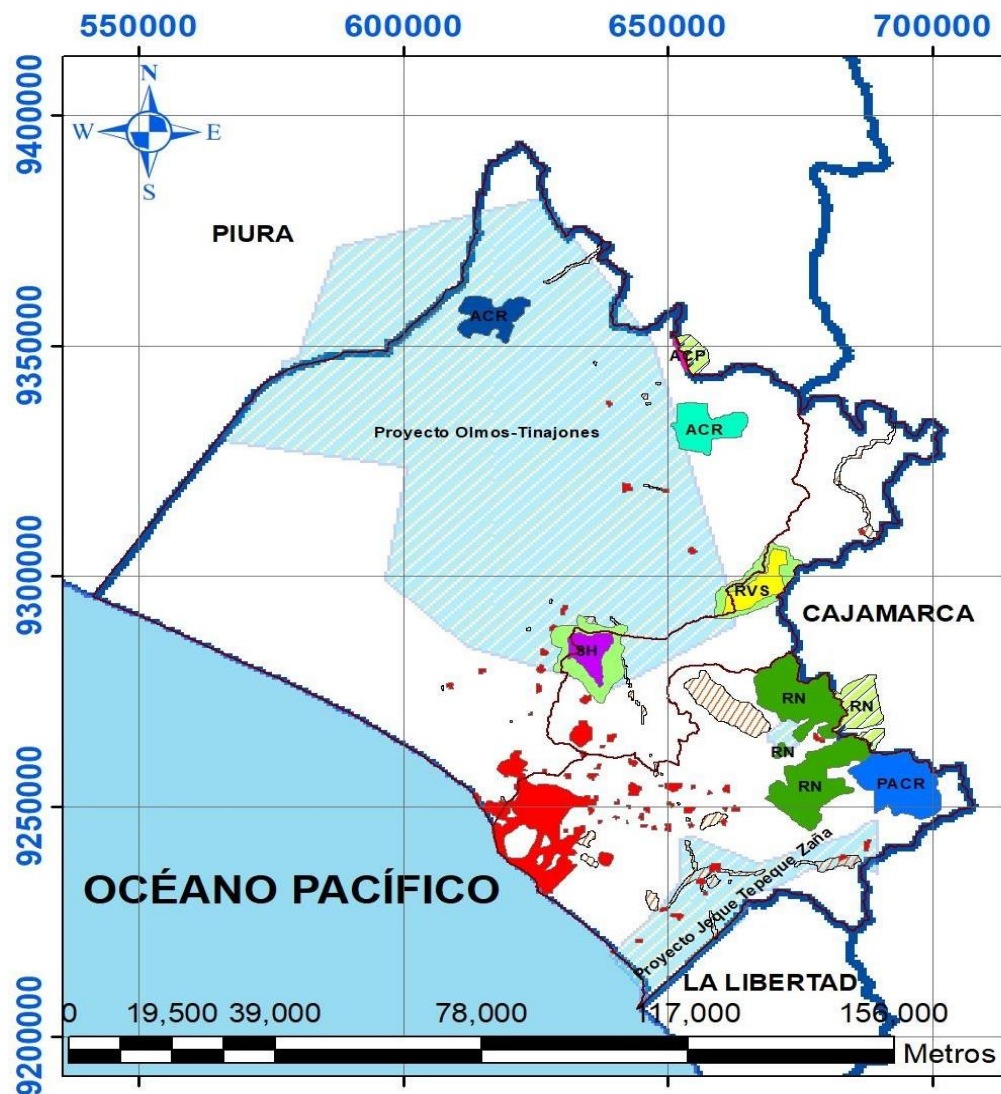 550000 600000 650000 700000
9400000
9350000
9300000
9250000
9200000
N
W E
S
PIURA
ACR
ACP
ACR
Proyecto Olmos-Tinajones
RVS
CAJAMARCA
SH
RN
RN
RN
RN
PACR
OCÉANO PACÍFICO
Proyecto Jeque Tepeque Zaña
LA LIBERTAD
0 19,500 39,000 78,000 117,000 156,000
Metros